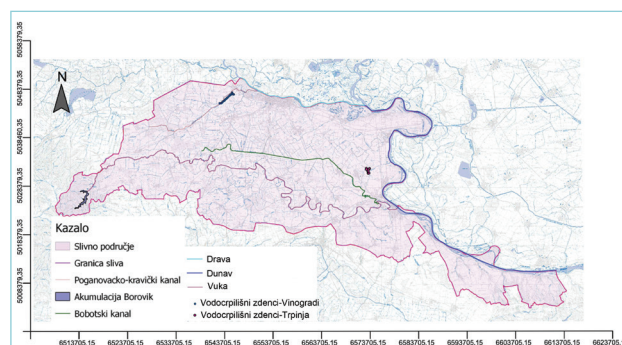 5058379.35
5048379.35
5038460.35
5028379.35
5018379.35
5008379.35
N
Kazalo
Slivno područje
Granica sliva
Poganovacko-kravički kanal
Akumulacija Borovik
Bobotski kanal
Drava
Dunav
Vuka
Vodocrpilišni zdenci-Vinogradi
Vodocrpilišni zdenci-Trpinja
6513705.15 6523705.15 6533705.15 6543705.15 6553705.15 6563705.15 6573705.15 6583705.15 6593705.15 6603705.15 6613705.15 6623705.15